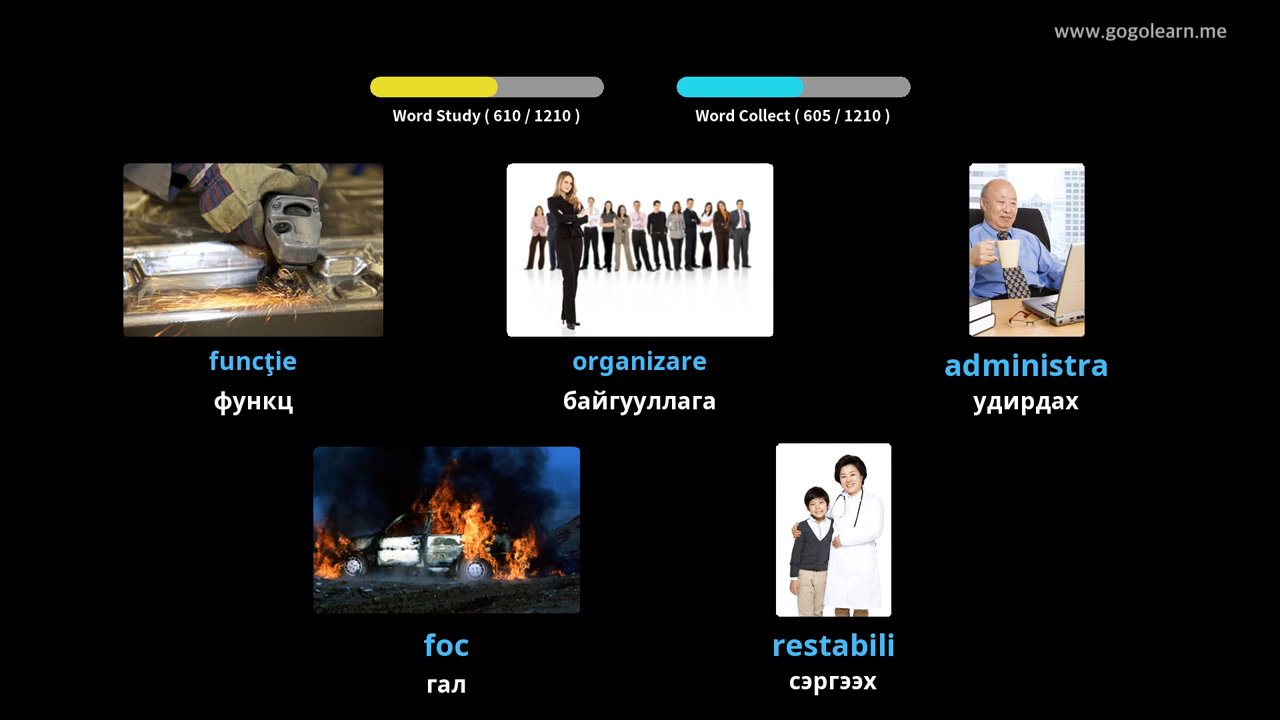 www.gogolearn.me
Word Study ( 610 / 1210 )
Word Collect ( 605 / 1210 )
funcţie
organizare
administra
функц
байгууллага
удирдах
foc
restabili
гал
сэргээх